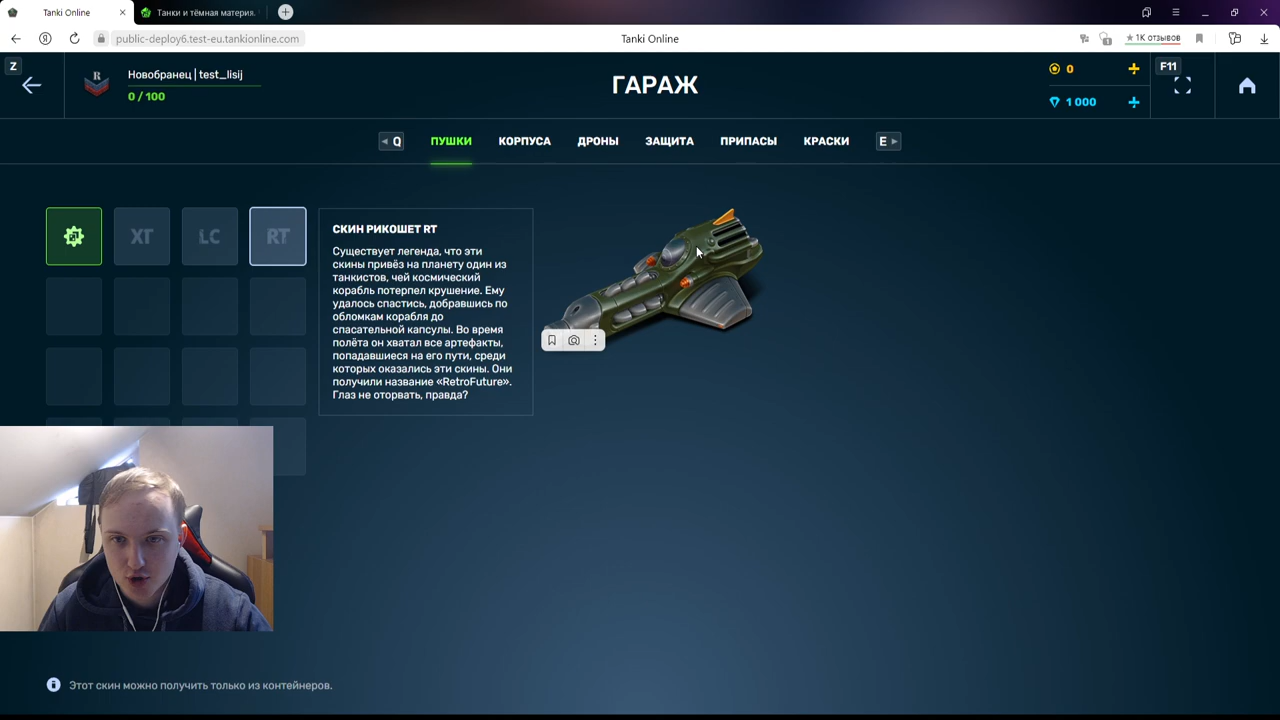 Tanki Online
Танки и тёмная материя.
public-deploy6.test-eu.tankionline.com
Tanki Online
★ 1K отзывов
Z
R
Новобранец | test_lisij
0 / 100
ГАРАЖ
0
F11
1 000
Q
ПУШКИ
КОРПУСА
ДРОНЫ
ЗАЩИТА
ПРИПАСЫ
КРАСКИ
E
XT
LC
RT
СКИН РИКОШЕТ RT
Существует легенда, что эти
скины привёз на планету один из
танкистов, чей космический
корабль потерпел крушение. Ему
удалось спастись, добравшись по
обломкам корабля до
спасательной капсулы. Во время
полёта он хватал все артефакты,
попадавшиеся на его пути, среди
которых оказались эти скины. Они
получили название «RetroFuture».
Глаз не оторвать, правда?
Этот скин можно получить только из контейнеров.